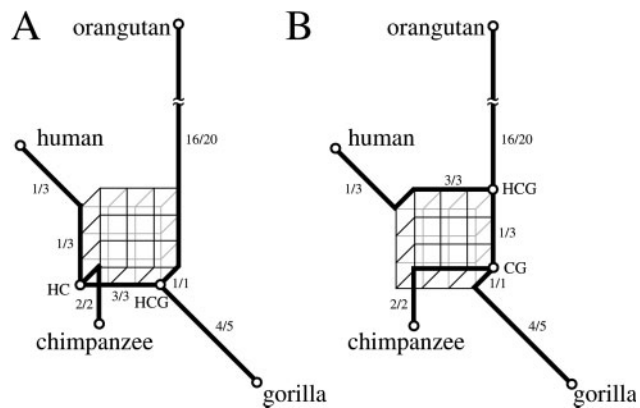 A
orangutan
16/20
human
1/3
1/3
HC
2/2
3/3
HCG
1/1
4/5
chimpanzee
gorilla
B
orangutan
16/20
human
3/3
1/3
HCG
1/3
CG
1/1
2/2
4/5
chimpanzee
gorilla